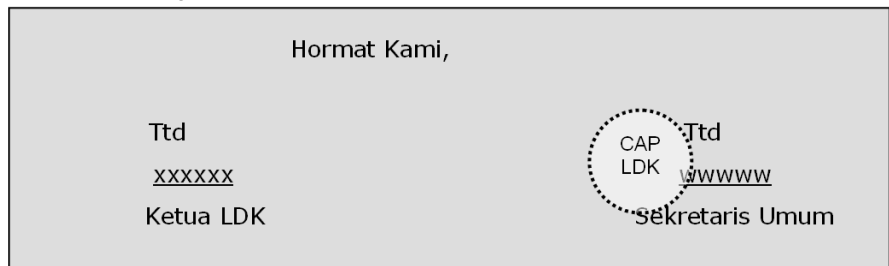 Hormat Kami,
Ttd
CAP
LDK
Ttd
xxxxxx
wwwww
Ketua LDK
Sekretaris Umum